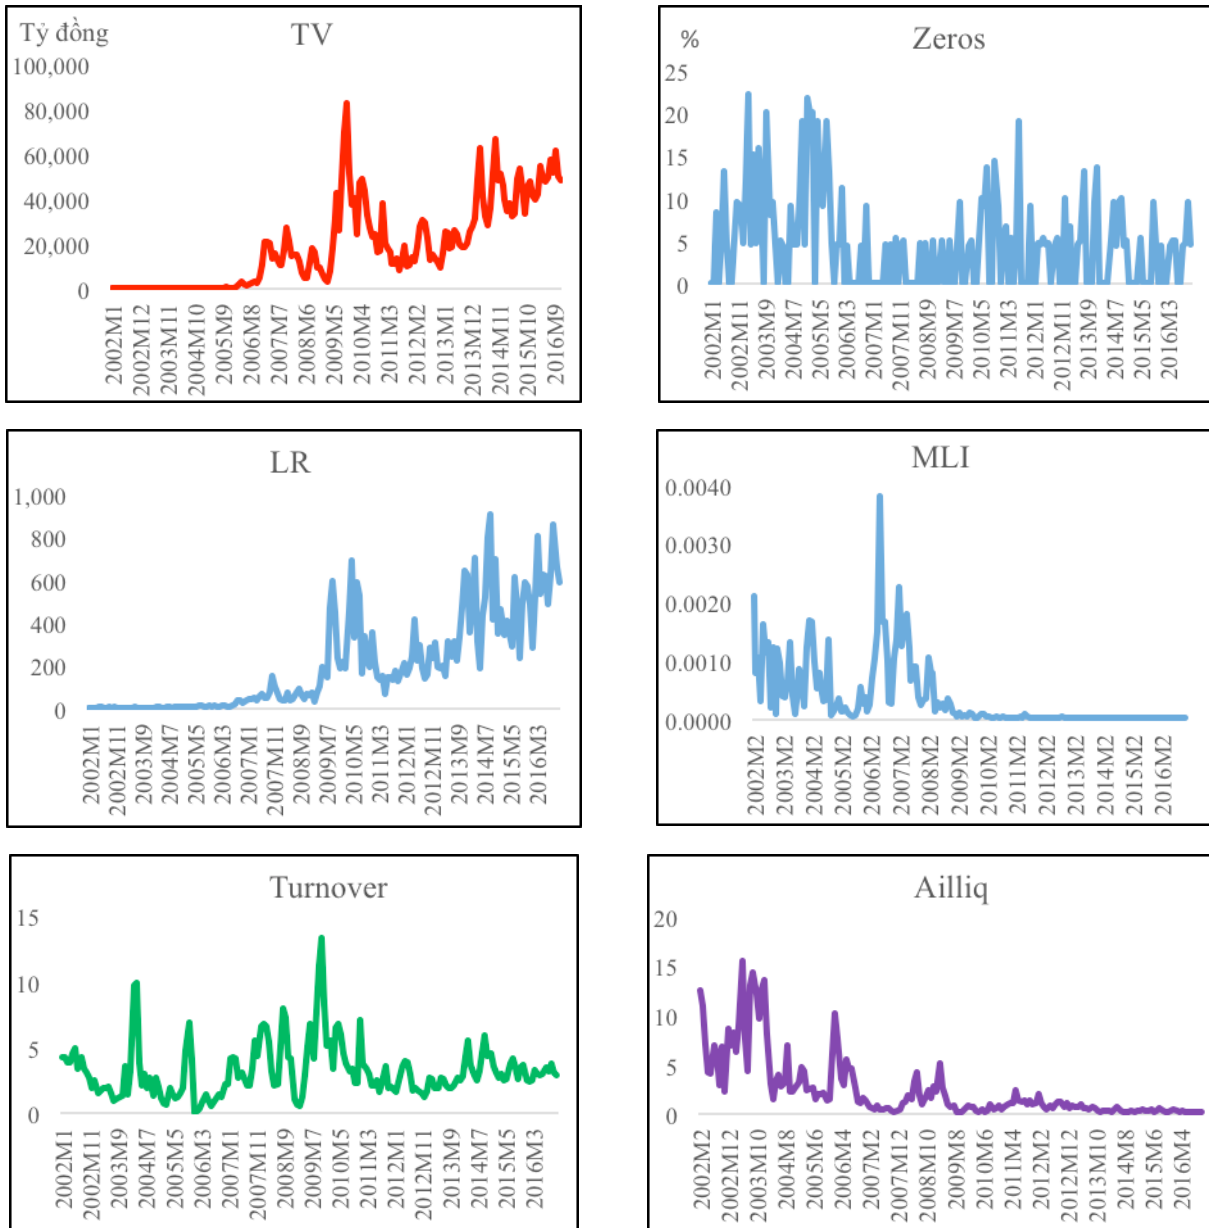 Tỷ đồng
TV
100,000
80,000
60,000
40,000
20,000
0
2002M1
2002M12
2003M11
2004M10
2005M9
2006M8
2007M7
2008M6
2009M5
2010M4
2011M3
2012M2
2013M1
2013M12
2014M11
2015M10
2016M9
%
Zeros
25
20
15
10
5
0
2002M1
2002M11
2003M9
2004M7
2005M5
2006M3
2007M1
2007M11
2008M9
2009M7
2010M5
2011M3
2012M1
2012M11
2013M9
2014M7
2015M5
2016M3
LR
1,000
800
600
400
200
0
2002M1
2002M11
2003M9
2004M7
2005M5
2006M3
2007M1
2007M11
2008M9
2009M7
2010M5
2011M3
2012M1
2012M11
2013M9
2014M7
2015M5
2016M3
MLI
0.0040
0.0030
0.0020
0.0010
0.0000
2002M2
2003M2
2004M2
2005M2
2006M2
2007M2
2008M2
2009M2
2010M2
2011M2
2012M2
2013M2
2014M2
2015M2
2016M2
Turnover
15
10
5
0
2002M1
2002M11
2003M9
2004M7
2005M5
2006M3
2007M1
2007M11
2008M9
2009M7
2010M5
2011M3
2012M1
2012M11
2013M9
2014M7
2015M5
2016M3
Ailliq
20
15
10
5
0
2002M2
2002M12
2003M10
2004M8
2005M6
2006M4
2007M2
2007M12
2008M10
2009M8
2010M6
2011M4
2012M2
2012M12
2013M10
2014M8
2015M6
2016M4